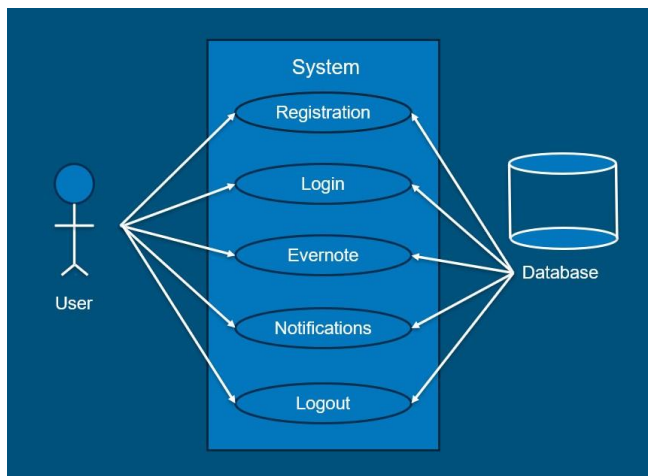 System
Registration
Login
Evernote
Notifications
Logout
User
Database